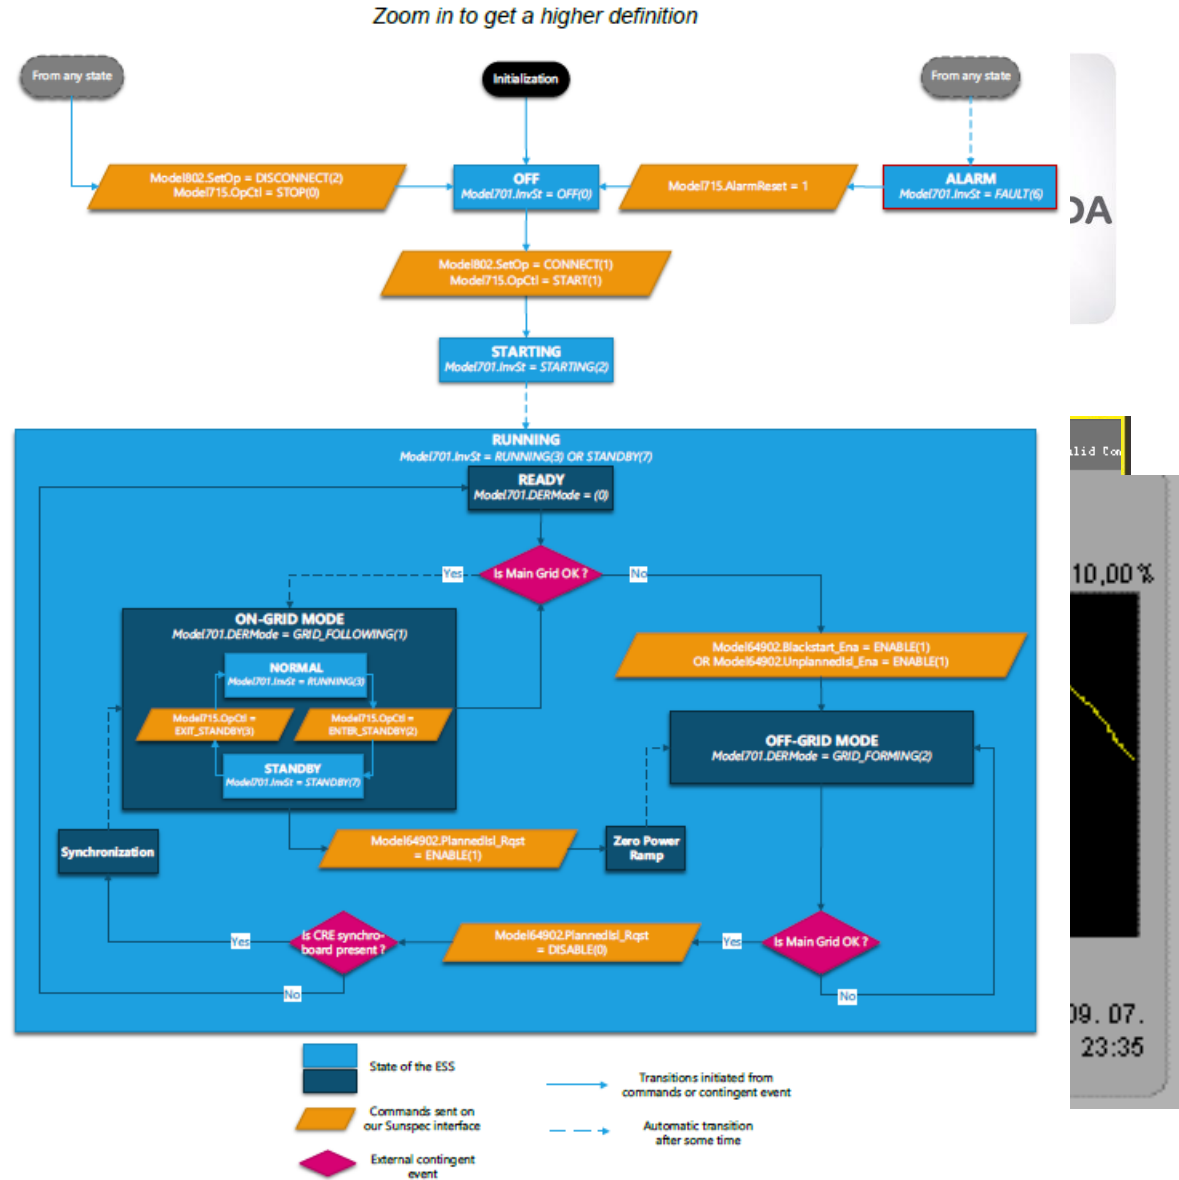 Zoom in to get a higher definition
From any state
Initialization
From any state
Model802.SetOp = DISCONNECT(2)
Model715.OpCtl = STOP(0)
OFF
Model701.InvSt = OFF(0)
Model715.AlarmReset = 1
ALARM
Model701.InvSt = FAULT(6)
DA
Model802.SetOp = CONNECT(1)
Model715.OpCtl = START(1)
STARTING
Model701.InvSt = STARTING(2)
RUNNING
Model701.InvSt = RUNNING(3) OR STANDBY(7)
lid Con
READY
Model701.DERMode = (0)
Is Main Grid OK ?
Yes
No
10,00 %
ON-GRID MODE
Model701.DERMode = GRID_FOLLOWING(1)
NORMAL
Model701.InvSt = RUNNING(3)
Model715.OpCtl =
EXIT_STANDBY(3)
Model715.OpCtl =
ENTER_STANDBY(2)
STANDBY
Model701.InvSt = STANDBY(7)
Model64902.Blackstart_Ena = ENABLE(1)
OR Model64902.UnplannedIsl_Ena = ENABLE(1)
OFF-GRID MODE
Model701.DERMode = GRID_FORMING(2)
Synchronization
Model64902.PlannedIsl_Rqst
= ENABLE(1)
Zero Power
Ramp
Is CRE synchro-
board present ?
Yes
No
Model64902.PlannedIsl_Rqst
= DISABLE(0)
Yes
Is Main Grid OK ?
No
09. 07.
23:35
State of the ESS
Commands sent on
our Sunspec interface
External contingent
event
Transitions initiated from
commands or contingent event
Automatic transition
after some time